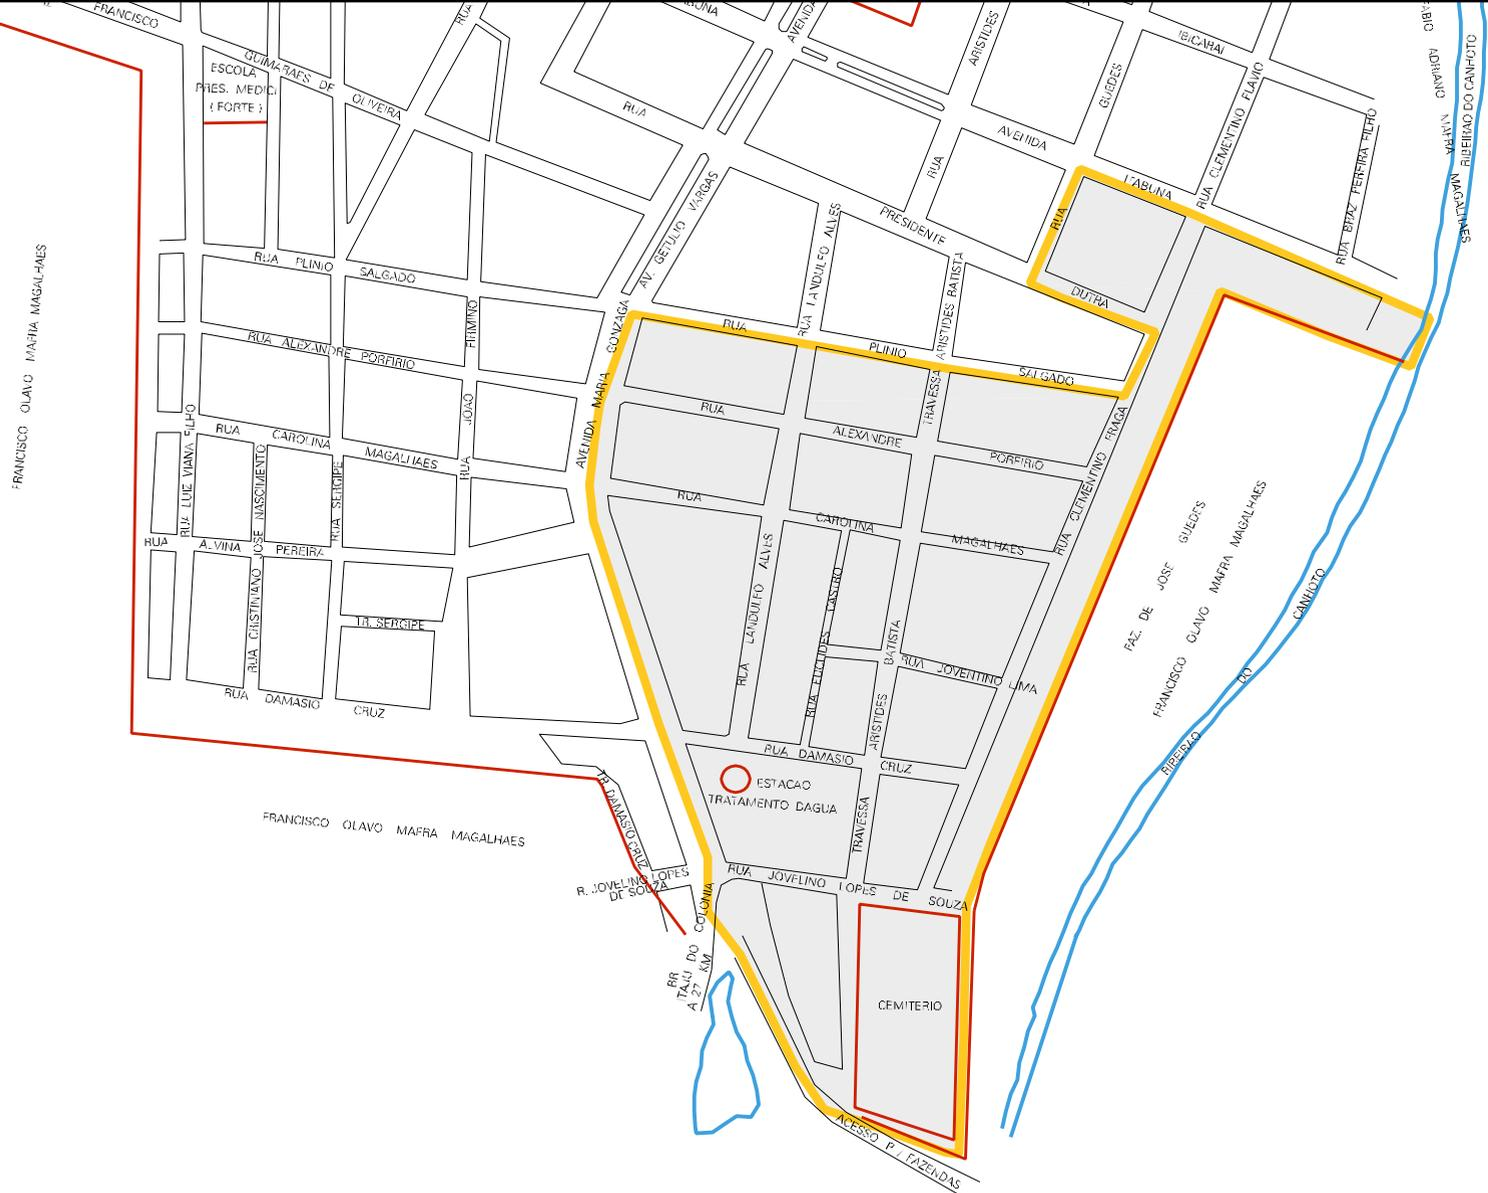 FRANCISCO
RUA
AVENIDA
ARISTIDES
IBICARAI
FABIO ADRIANO MAFRA MAGALHAES
RIBEIRAO DO CANHOTO
GUIMARAES DE OLIVEIRA
ESCOLA
PRES. MEDICI
( FORTE )
RUA
GUEDES
AVENIDA
ITABUNA
RUA CLEMENTINO FLAVIO
RUA BRAZ PEREIRA FILHO
RUA
RUA
PRESIDENTE
DUTRA
AV. GETULIO VARGAS
RUA LANDULFO ALVES
ARISTIDES BATISTA
TRAVESSA
FRANCISCO OLAVO MARIA MAGALHAES
RUA PLINIO SALGADO
RUA PLINIO SALGADO
RUA ALEXANDRE PORFIRIO
FIRMINO
JOAO
RUA
AVENIDA MARIA GONZAGA
RUA ALEXANDRE PORFIRIO
RUA CAROLINA MAGALHAES
RUA CAROLINA MAGALHAES
RUA LUIZ VIANA FILHO
RUA CRISTINIANO JOSE NASCIMENTO
RUA SERGIPE
RUA ALVINA PEREIRA
TR. SERGIPE
RUA CLEMENTINO FRAGA
RUA LANDULFO ALVES
RUA EUCLIDES CASTRO
TRAVESSA ARISTIDES BATISTA
RUA JOVENTINO LIMA
FAZ. DE JOSE GUEDES
FRANCISCO OLAVO MAFRA MAGALHAES
RIBEIRAO DO CANHOTO
RUA DAMASIO CRUZ
RUA DAMASIO CRUZ
ESTACAO
TRATAMENTO DAGUA
TR. DAMASIO CRUZ
FRANCISCO OLAVO MAFRA MAGALHAES
R. JOVELINO LOPES
DE SOUZA
RUA JOVELINO LOPES DE SOUZA
BR
ITAJU DO COLONIA
A 27 KM
CEMITERIO
ACESSO P / FAZENDAS